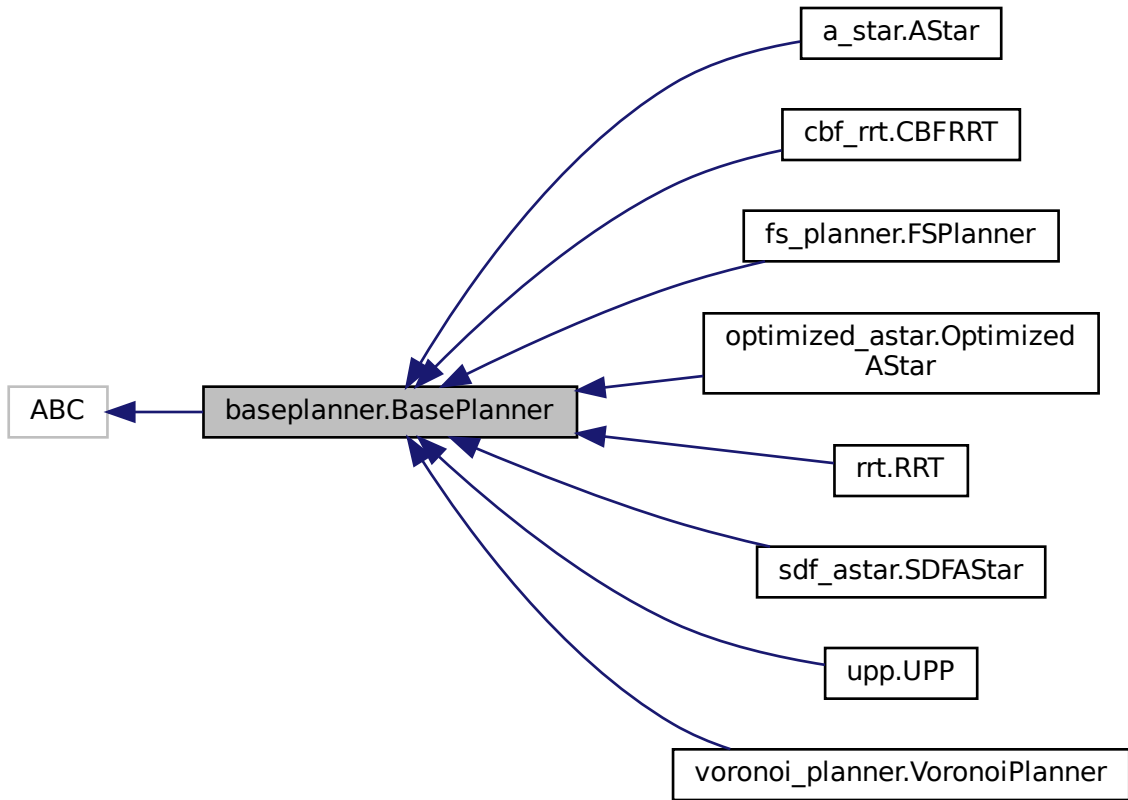 ABC
baseplanner.BasePlanner
a_star.AStar
cbf_rrt.CBFRRT
fs_planner.FSPlanner
optimized_astar.Optimized
AStar
rrt.RRT
sdf_astar.SDFAStar
upp.UPP
voronoi_planner.VoronoiPlanner